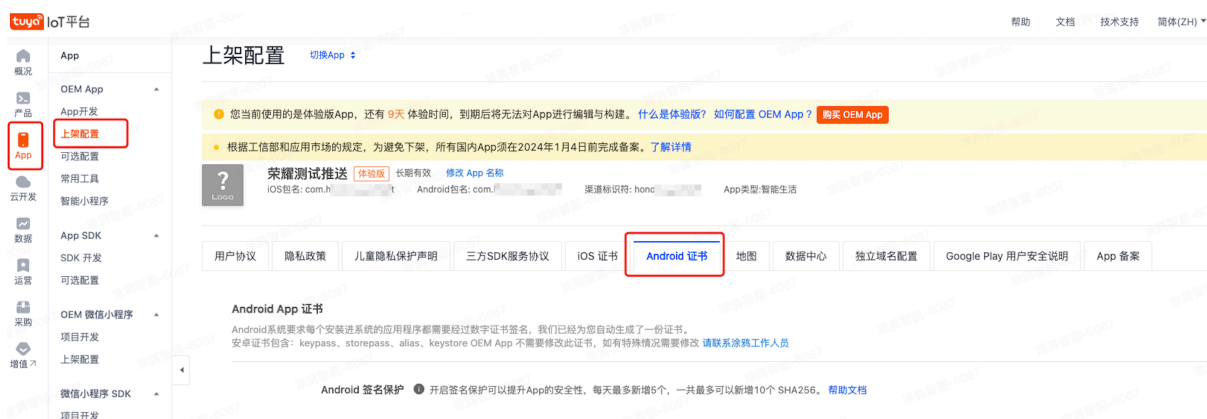 tuya IoT平台
帮助 文档 技术支持 简体(ZH)
概况
产品
App
云开发
数据
运营
采购
增值
App
OEM App
App开发
上架配置
可选配置
常用工具
智能小程序
App SDK
SDK 开发
可选配置
OEM 微信小程序
项目开发
上架配置
微信小程序 SDK
项目开发
上架配置 切换App
您当前使用的是体验版App，还有 9天 体验时间，到期后将无法对App进行编辑与构建。 什么是体验版? 如何配置 OEM App ? 购买 OEM App
根据工信部和应用市场的规定，为避免下架，所有国内App须在2024年1月4日前完成备案。了解详情
?
LOGO
荣耀测试推送 体验版 长期有效 修改 App 名称
iOS包名: com.h t Android包名: com. 渠道标识符: hono App类型:智能生活
用户协议 隐私政策 儿童隐私保护声明 三方SDK服务协议 iOS 证书 Android 证书 地图 数据中心 独立域名配置 Google Play 用户安全说明 App 备案
Android App 证书
Android系统要求每个安装进系统的应用程序都需要经过数字证书签名，我们已经为您自动生成了一份证书。
安卓证书包含：keypass、storepass、alias、keystore OEM App 不需要修改此证书，如有特殊情况需要修改 请联系涂鸦工作人员
Android 签名保护 开启签名保护可以提升App的安全性，每天最多新增5个，一共最多可以新增10个 SHA256。 帮助文档